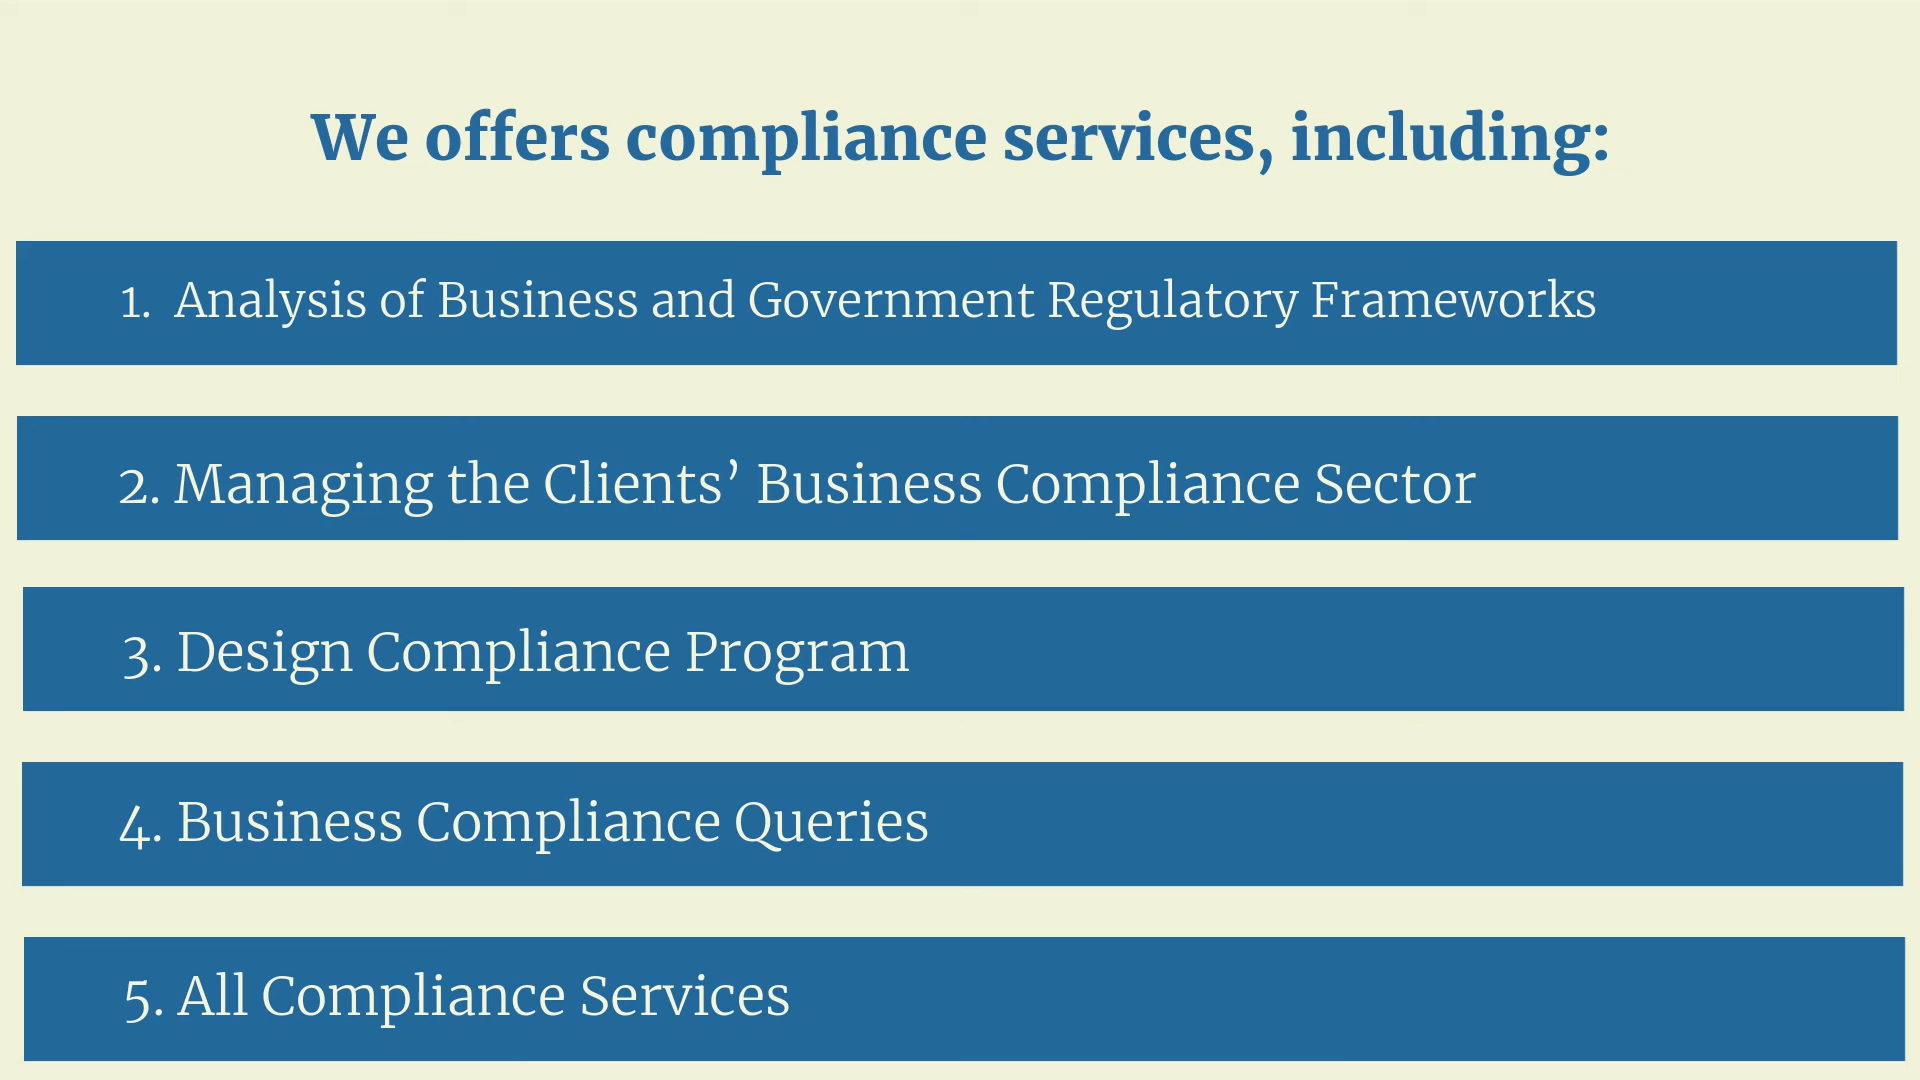 We offers compliance services, including:
1. Analysis of Business and Government Regulatory Frameworks
2. Managing the Clients’ Business Compliance Sector
3. Design Compliance Program
4. Business Compliance Queries
5. All Compliance Services